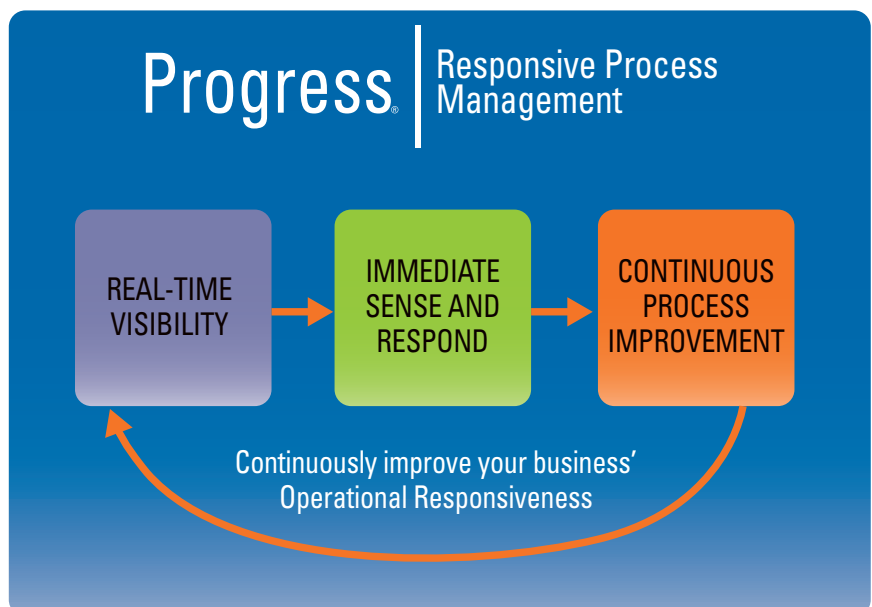 Progress®
Responsive Process
Management
REAL-TIME
VISIBILITY
IMMEDIATE
SENSE AND
RESPOND
CONTINUOUS
PROCESS
IMPROVEMENT
Continuously improve your business’
Operational Responsiveness